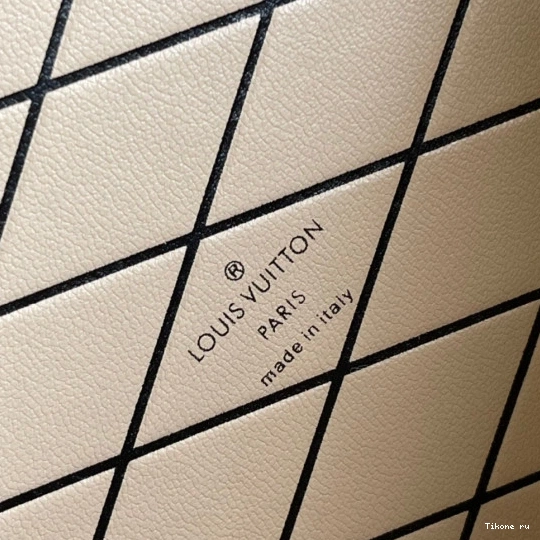 ®
LOUIS VUITTON
PARIS
made in italy
Tikone ru